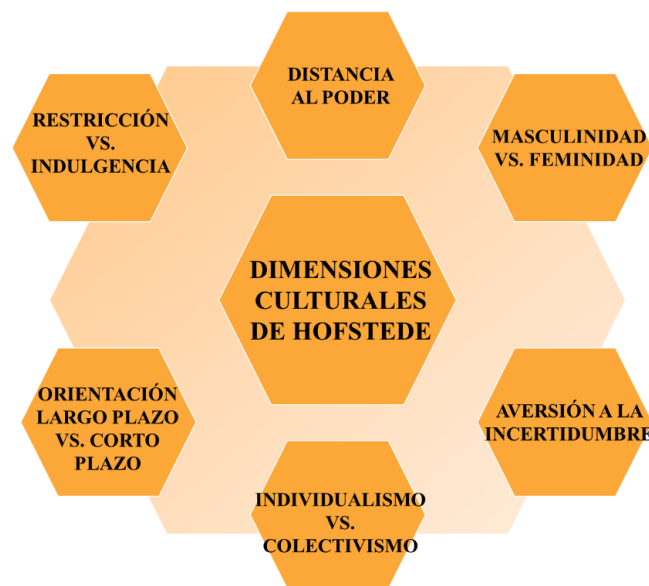 DISTANCIA
AL PODER
RESTRICCIÓN
VS.
INDULGENCIA
MASCULINIDAD
VS. FEMINIDAD
DIMENSIONES
CULTURALES
DE HOFSTEDE
ORIENTACIÓN
LARGO PLAZO
VS. CORTO
PLAZO
AVERSIÓN A LA
INCERTIDUMBRE
INDIVIDUALISMO
VS.
COLECTIVISMO